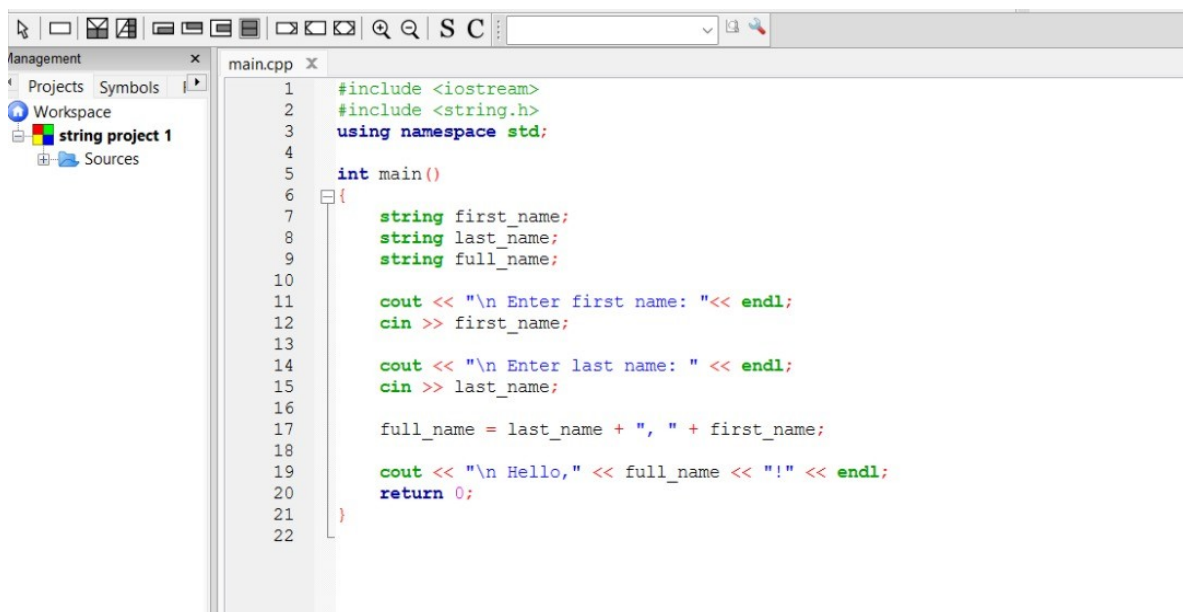 S C
Management x
main.cpp X
Projects Symbols
Workspace
string project 1
Sources
1 #include <iostream>
2 #include <string.h>
3 using namespace std;
4
5 int main()
6 {
7 string first_name;
8 string last_name;
9 string full_name;
10
11 cout << "\n Enter first name: "<< endl;
12 cin >> first_name;
13
14 cout << "\n Enter last name: " << endl;
15 cin >> last_name;
16
17 full_name = last_name + ", " + first_name;
18
19 cout << "\n Hello," << full_name << "!" << endl;
20 return 0;
21 }
22